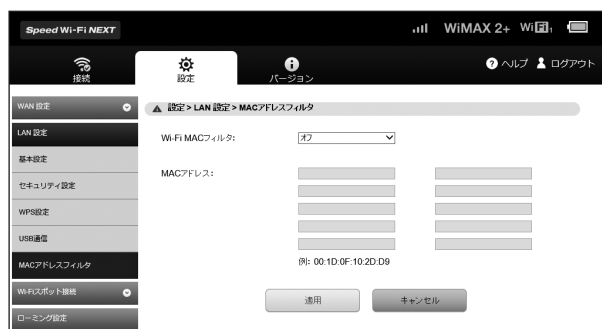 Speed Wi-Fi NEXT
WiMAX 2+ WiFi1
接続
設定
バージョン
ヘルプ ログアウト
WAN 設定
設定 > LAN 設定 > MACアドレスフィルタ
LAN 設定
Wi-Fi MACフィルタ: オフ
基本設定
MACアドレス:
セキュリティ設定
WPS設定
USB通信
例: 00:1D:0F:10:2D:D9
MACアドレスフィルタ
Wi-Fiスポット接続
適用 キャンセル
ローミング設定